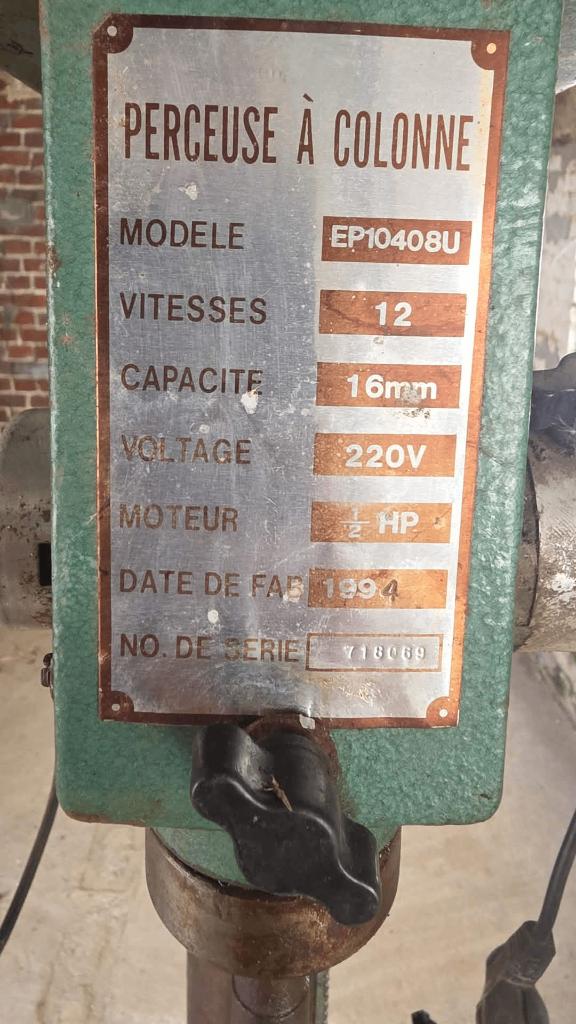 PERCEUSE À COLONNE
MODELE EP10408U
VITESSES 12
CAPACITE 16mm
VOLTAGE 220V
MOTEUR 1/2 HP
DATE DE FAB 1994
NO. DE SERIE 718069